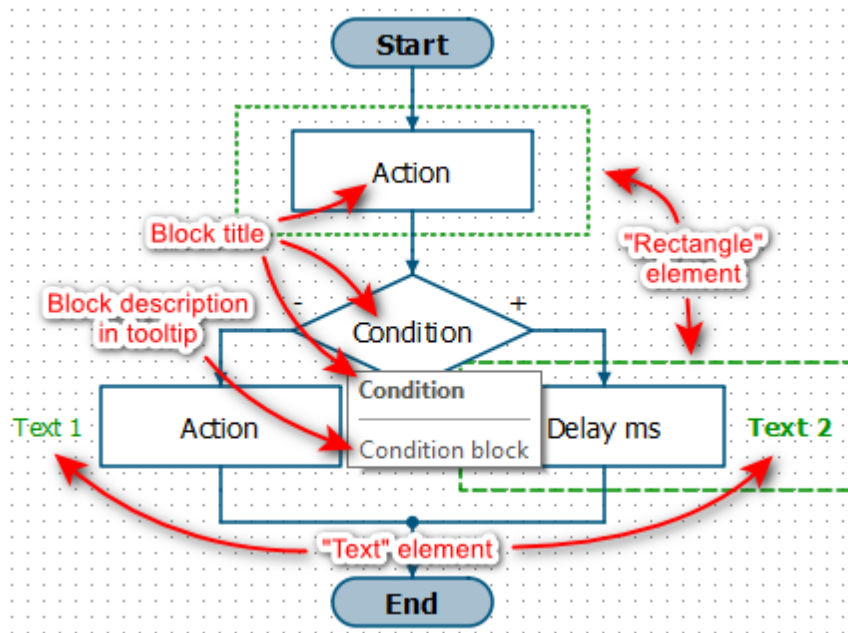 Start
Action
Block title
"Rectangle"
element
Block description
in tooltip
-
+
Condition
Condition
Condition block
Text 1
Action
Delay ms
Text 2
"Text" element
End